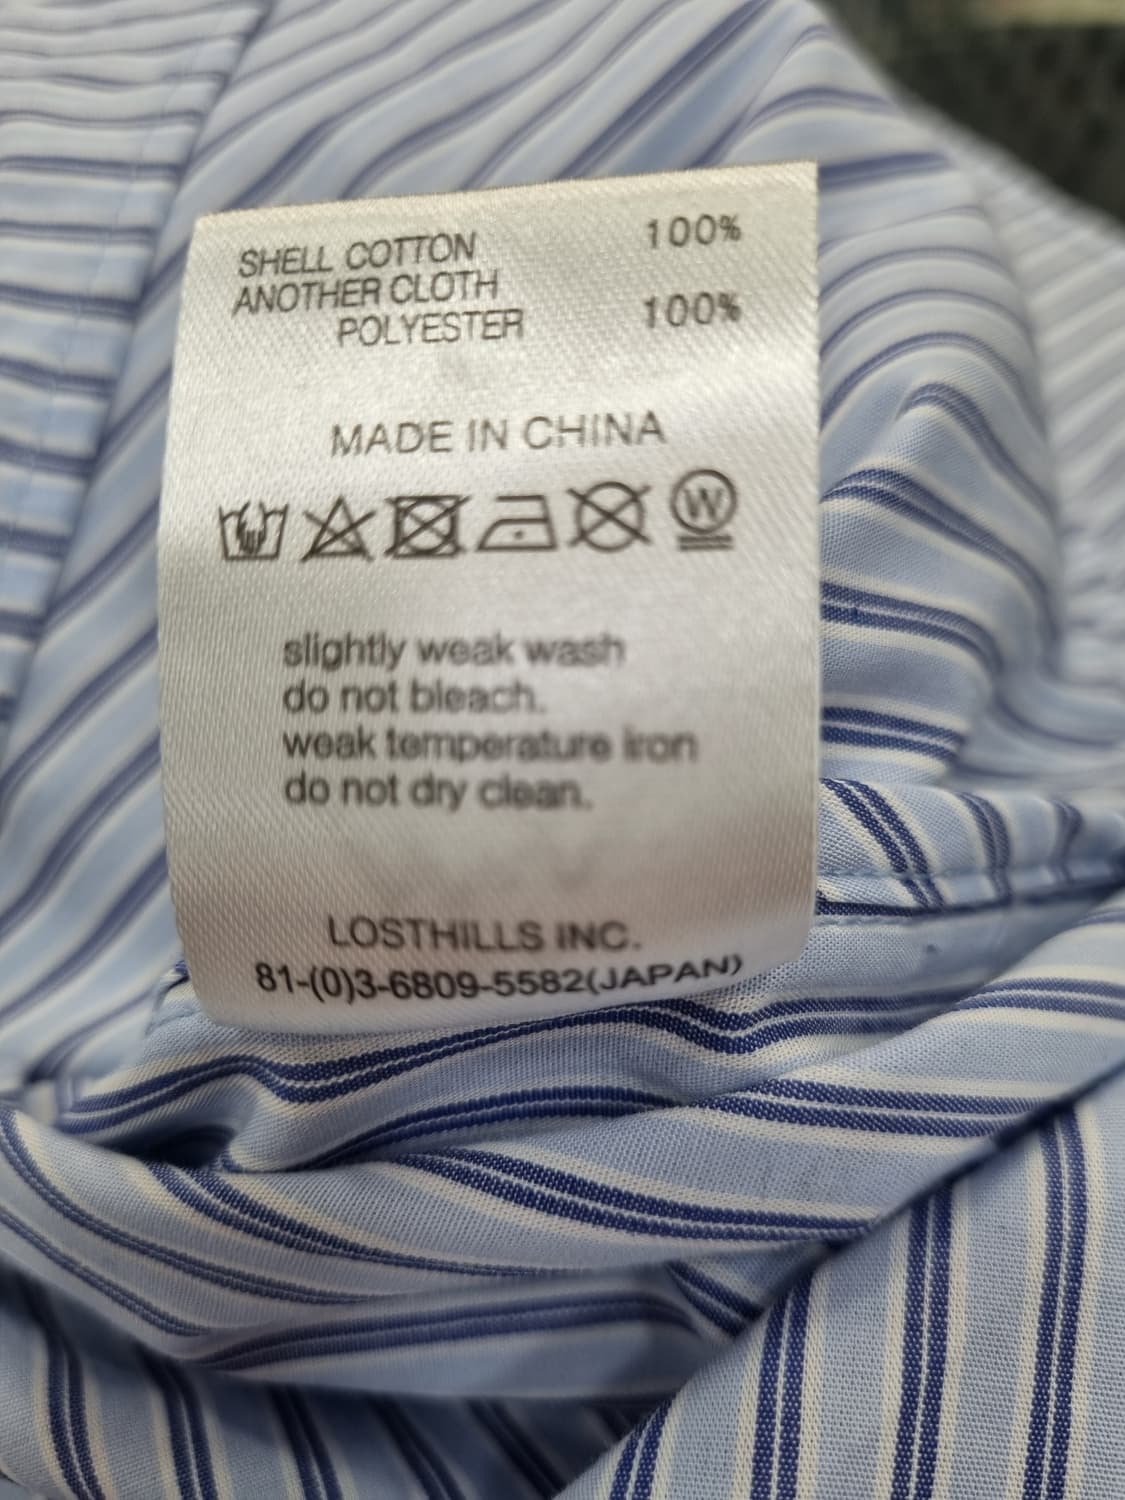 SHELL COTTON 100%
ANOTHER CLOTH
POLYESTER 100%
MADE IN CHINA
W
slightly weak wash
do not bleach.
weak temperature iron
do not dry clean.
LOSTHILLS INC.
81-(0)3-6809-5582(JAPAN)